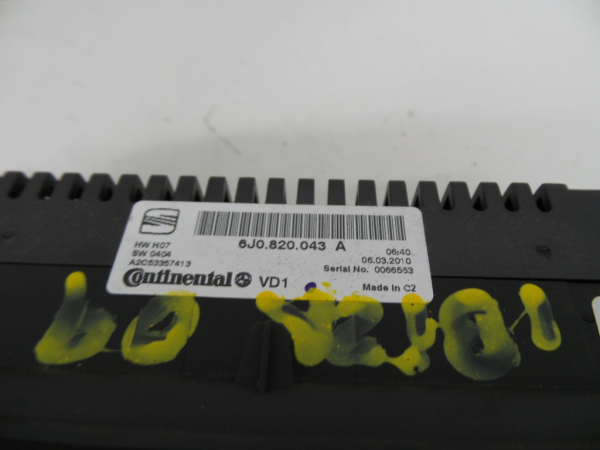 6J0.820.043 A
HW H07
SW 0404
A2C53357413
06:40
06.03.2010
Serial No. 0066553
Continental VD1
Made in CZ